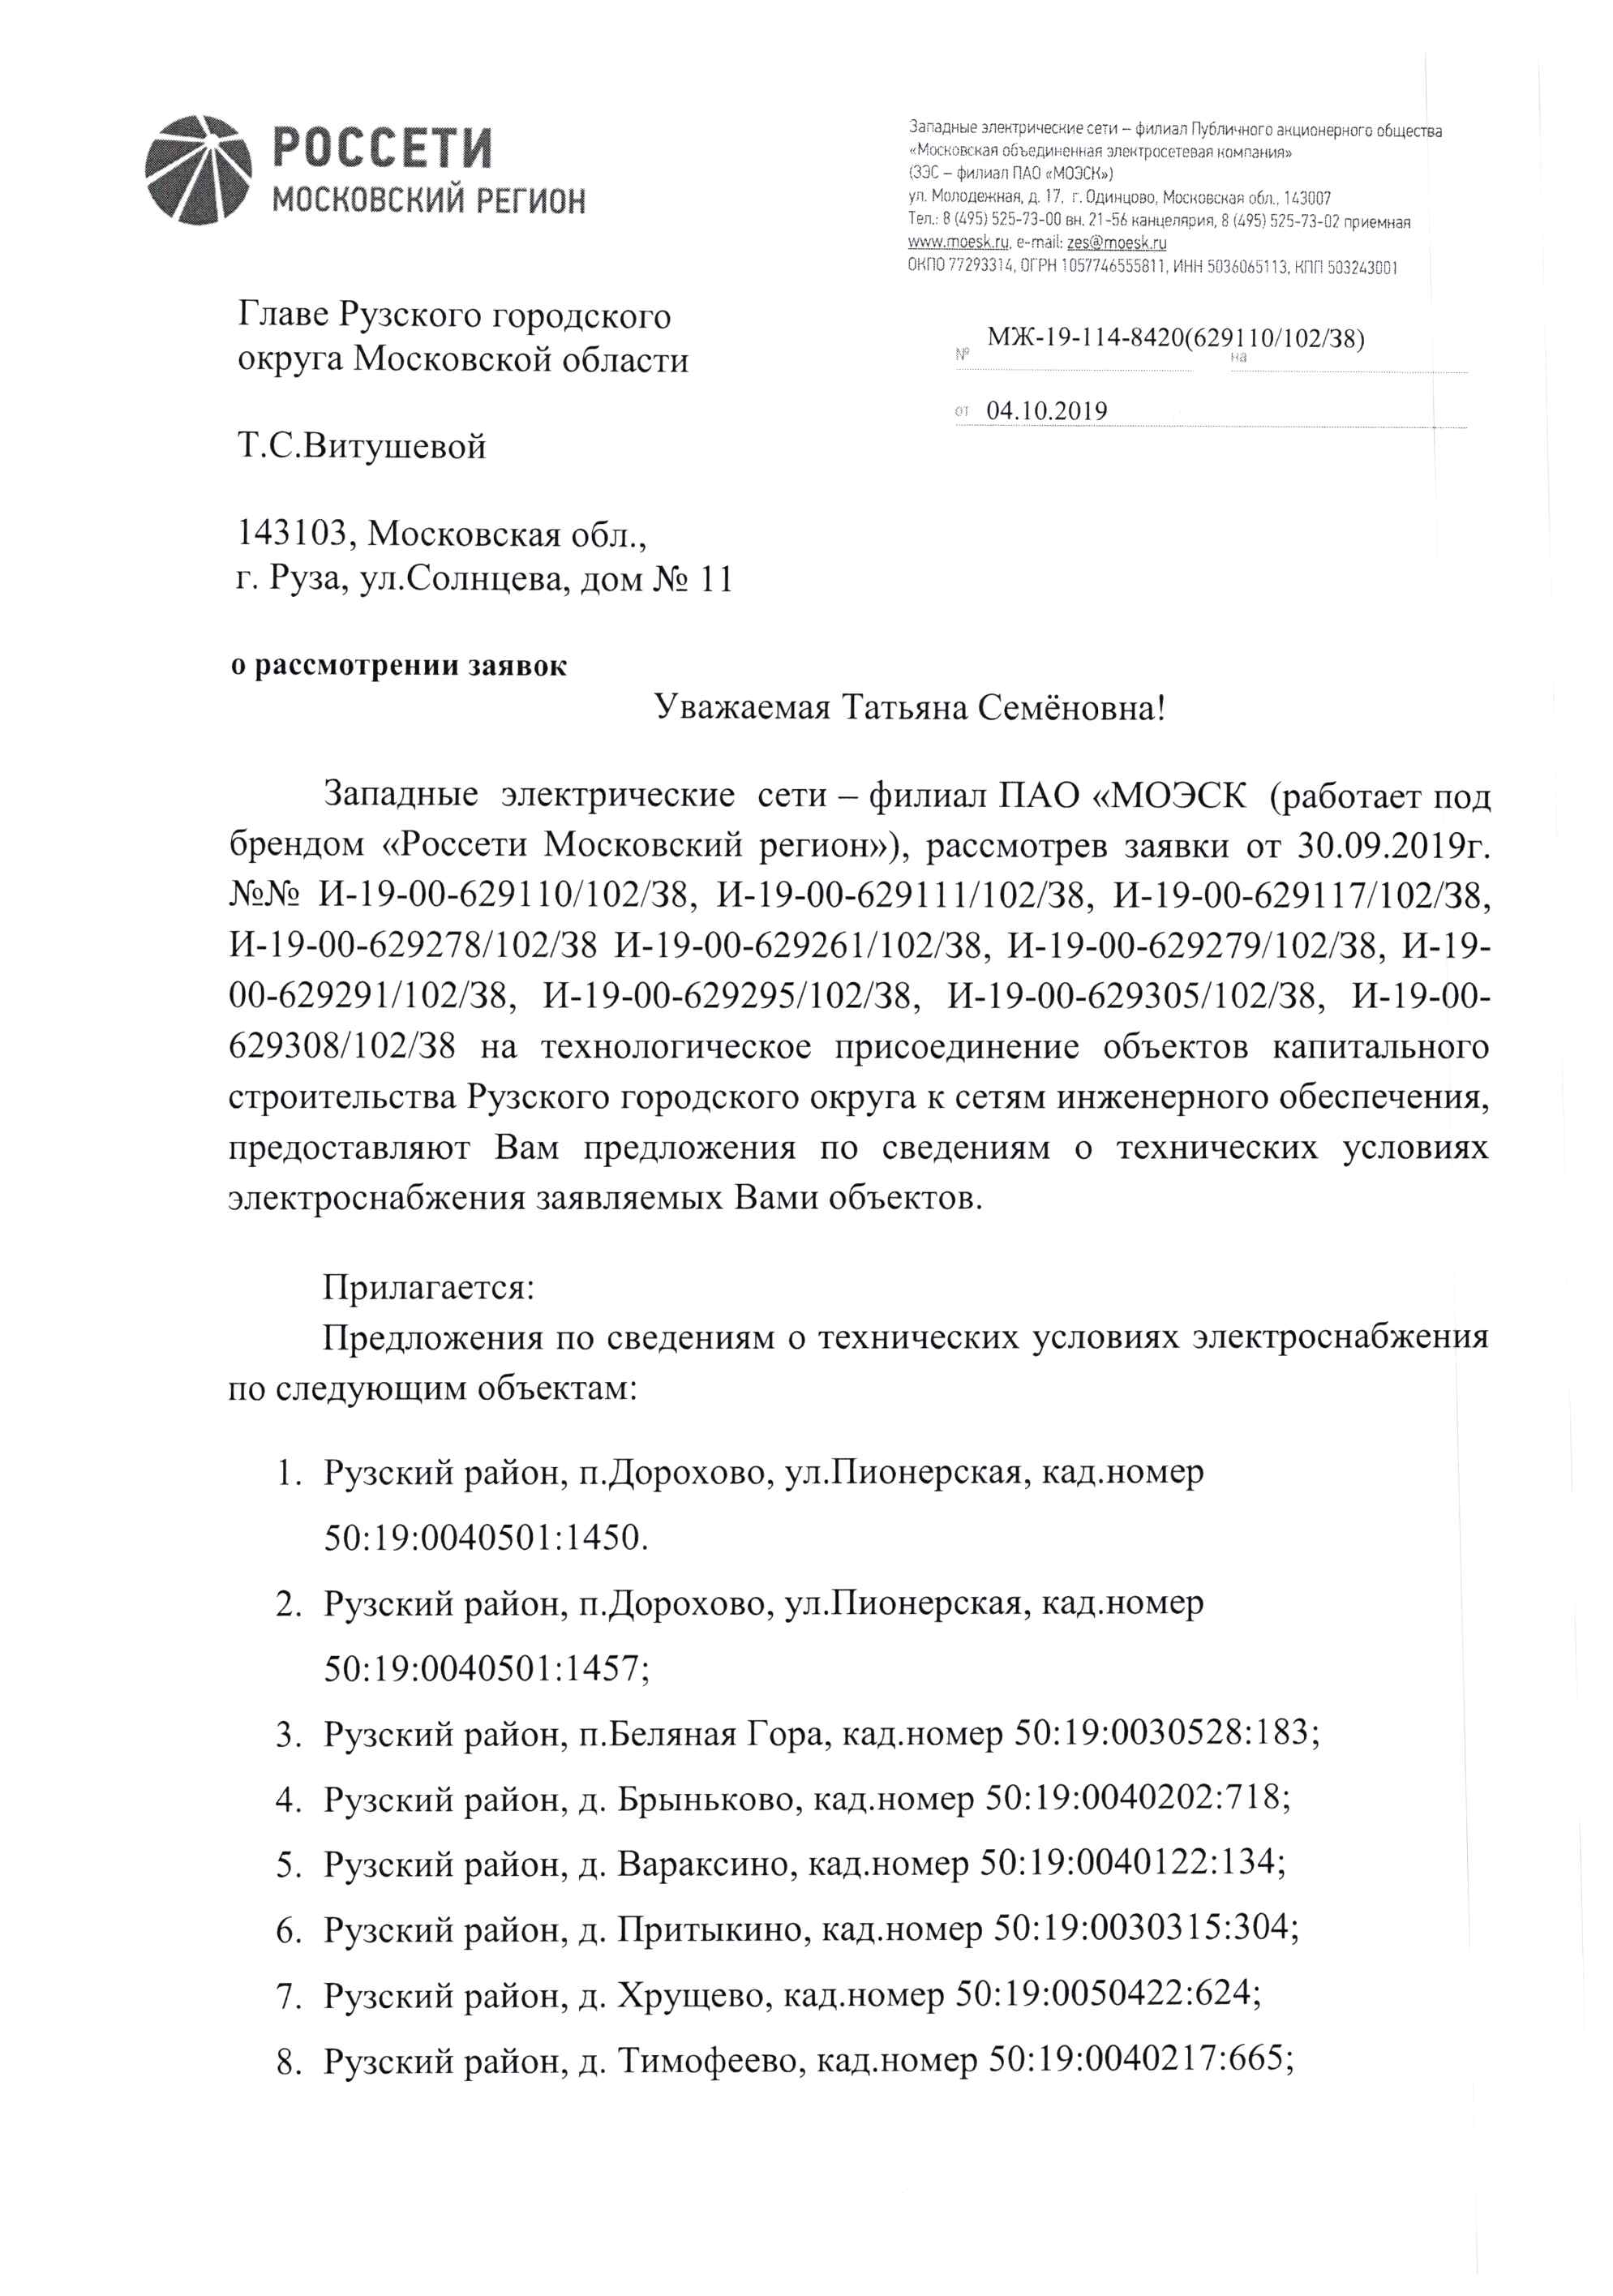 РОССЕТИ
МОСКОВСКИЙ РЕГИОН
Западные электрические сети – филиал Публичного акционерного общества
«Московская объединенная электросетевая компания»
(ЗЭС – филиал ПАО «МОЭСК»)
ул. Молодежная, д. 17, г. Одинцово, Московская обл., 143007
Тел.: 8 (495) 525-73-00 вн. 21-56 канцелярия, 8 (495) 525-73-02 приемная
www.moesk.ru, e-mail: zes@moesk.ru
ОКПО 77293314, ОГРН 1057746555811, ИНН 5036065113, КПП 503243001
Главе Рузского городского
округа Московской области
№ МЖ-19-114-8420(629110/102/З8)
на
от 04.10.2019
Т.С.Витушевой
143103, Московская обл.,
г. Руза, ул.Солнцева, дом № 11
о рассмотрении заявок
Уважаемая Татьяна Семёновна!
Западные электрические сети – филиал ПАО «МОЭСК (работает под
брендом «Россети Московский регион»), рассмотрев заявки от 30.09.2019г.
№№ И-19-00-629110/102/З8, И-19-00-629111/102/З8, И-19-00-629117/102/З8,
И-19-00-629278/102/З8 И-19-00-629261/102/З8, И-19-00-629279/102/З8, И-19-
00-629291/102/З8, И-19-00-629295/102/З8, И-19-00-629305/102/З8, И-19-00-
629308/102/З8 на технологическое присоединение объектов капитального
строительства Рузского городского округа к сетям инженерного обеспечения,
предоставляют Вам предложения по сведениям о технических условиях
электроснабжения заявляемых Вами объектов.
Прилагается:
Предложения по сведениям о технических условиях электроснабжения
по следующим объектам:
1. Рузский район, п.Дорохово, ул.Пионерская, кад.номер
50:19:0040501:1450.
2. Рузский район, п.Дорохово, ул.Пионерская, кад.номер
50:19:0040501:1457;
3. Рузский район, п.Беляная Гора, кад.номер 50:19:0030528:183;
4. Рузский район, д. Брыньково, кад.номер 50:19:0040202:718;
5. Рузский район, д. Вараксино, кад.номер 50:19:0040122:134;
6. Рузский район, д. Притыкино, кад.номер 50:19:0030315:304;
7. Рузский район, д. Хрущево, кад.номер 50:19:0050422:624;
8. Рузский район, д. Тимофеево, кад.номер 50:19:0040217:665;